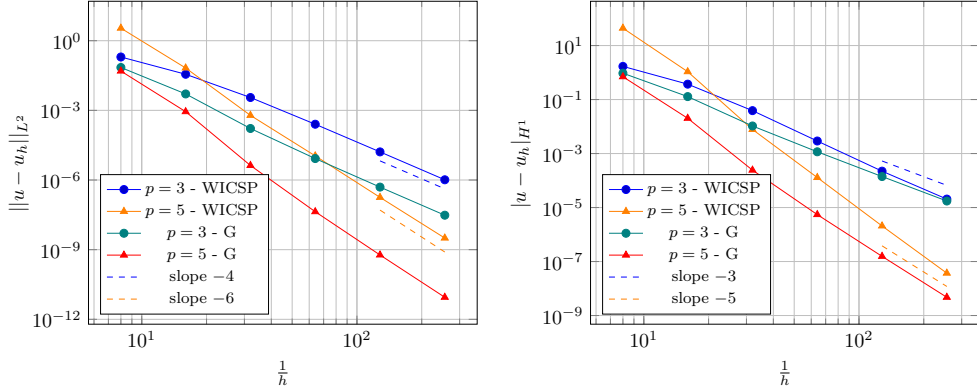 10^0
10^{-3}
10^{-6}
10^{-9}
10^{-12}
||u − u_h||_{L^2}
p = 3 - WICSP
p = 5 - WICSP
p = 3 - G
p = 5 - G
slope −4
slope −6
10^1
10^2
1/h
10^1
10^{-1}
10^{-3}
10^{-5}
10^{-7}
10^{-9}
|u − u_h|_{H^1}
p = 3 - WICSP
p = 5 - WICSP
p = 3 - G
p = 5 - G
slope −3
slope −5
10^1
10^2
1/h